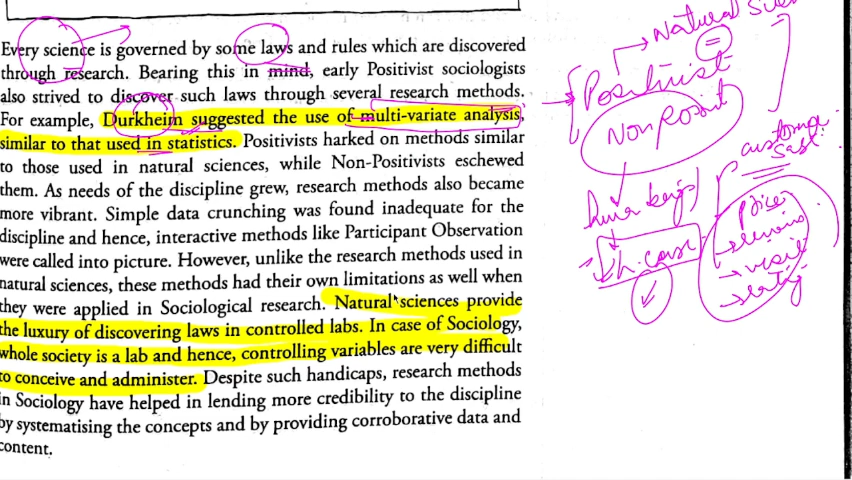 Every science is governed by some laws and rules which are discovered
through research. Bearing this in mind, early Positivist sociologists
also strived to discover such laws through several research methods.
For example, Durkheim suggested the use of multi-variate analysis,
similar to that used in statistics. Positivists harked on methods similar
to those used in natural sciences, while Non-Positivists eschewed
them. As needs of the discipline grew, research methods also became
more vibrant. Simple data crunching was found inadequate for the
discipline and hence, interactive methods like Participant Observation
were called into picture. However, unlike the research methods used in
natural sciences, these methods had their own limitations as well when
they were applied in Sociological research. Natural sciences provide
the luxury of discovering laws in controlled labs. In case of Sociology,
whole society is a lab and hence, controlling variables are very difficult
to conceive and administer. Despite such handicaps, research methods
in Sociology have helped in lending more credibility to the discipline
by systematising the concepts and by providing corroborative data and
content.
Natural
Positivist
Non Posit